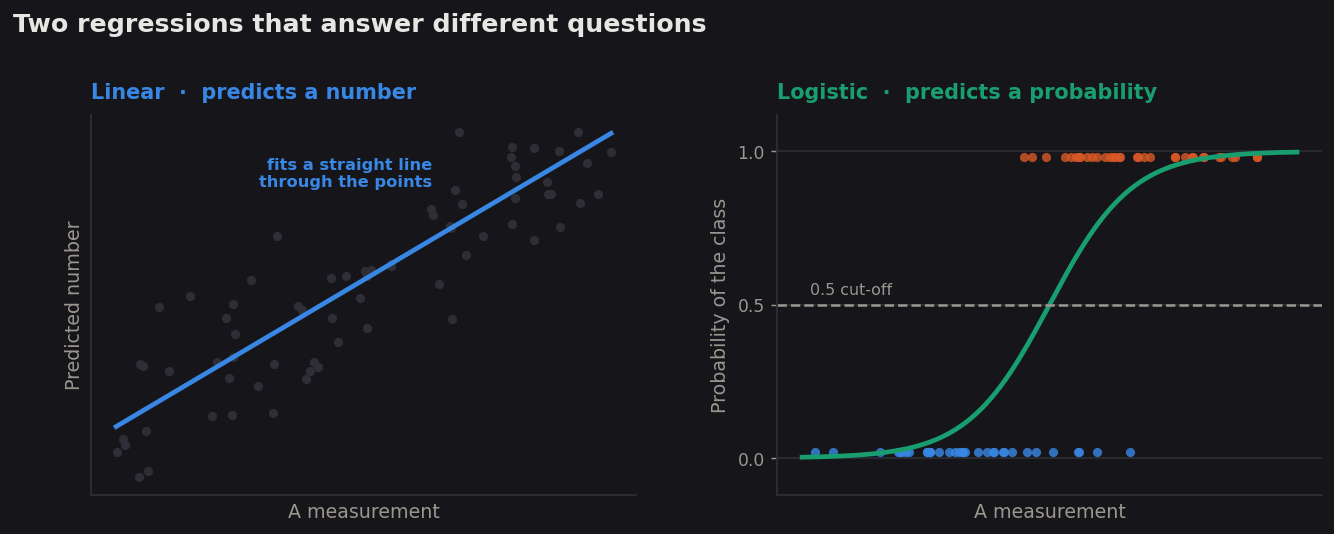 Two regressions that answer different questions
Linear · predicts a number
fits a straight line
through the points
Predicted number
A measurement
Logistic · predicts a probability
1.0
0.5 cut-off
0.5
0.0
Probability of the class
A measurement